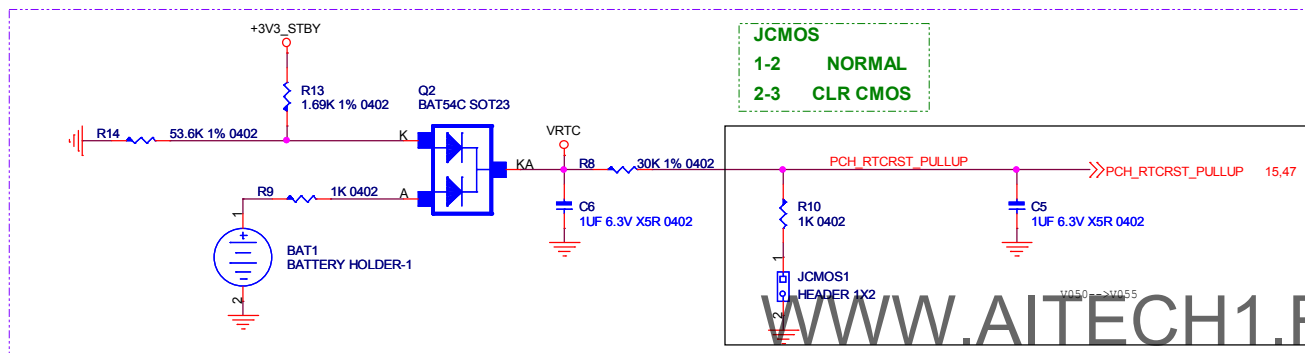 +3V3_STBY
R13
1.69K 1% 0402
Q2
BAT54C SOT23
JCMOS
1-2 NORMAL
2-3 CLR CMOS
R14 53.6K 1% 0402
K
VRTC
KA
R8 30K 1% 0402
PCH_RTCRST_PULLUP
PCH_RTCRST_PULLUP 15,47
R9 1K 0402
A
C6
1UF 6.3V X5R 0402
R10
1K 0402
C5
1UF 6.3V X5R 0402
1
+
BAT1
BATTERY HOLDER-1
2
1
JCMOS1
HEADER 1X2
2
V050-->V055
WWW.AITECH1.